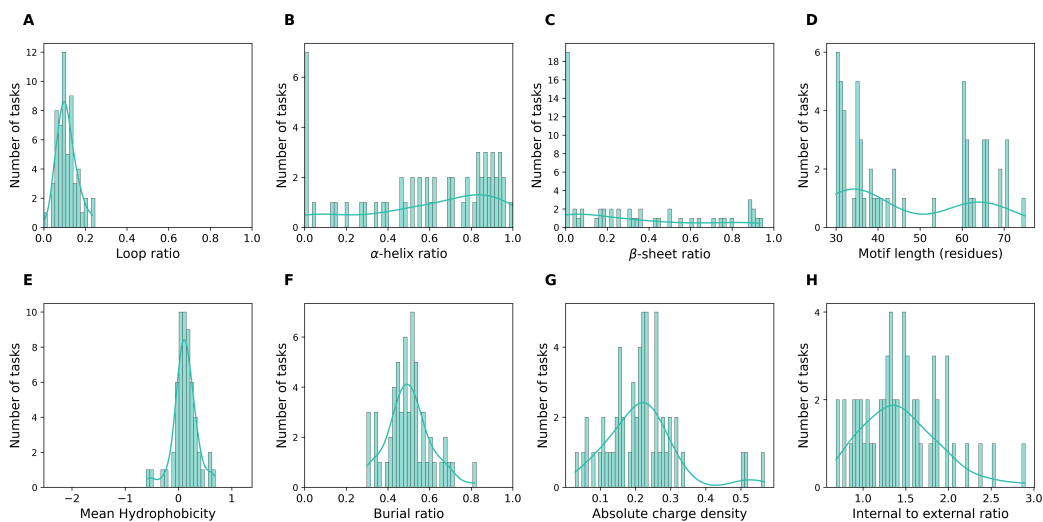 A
Number of tasks
12
10
8
6
4
2
0
0.0 0.2 0.4 0.6 0.8 1.0
Loop ratio
B
Number of tasks
6
4
2
0
0.0 0.2 0.4 0.6 0.8 1.0
α-helix ratio
C
Number of tasks
18
16
14
12
10
8
6
4
2
0
0.0 0.2 0.4 0.6 0.8 1.0
β-sheet ratio
D
Number of tasks
6
4
2
0
30 40 50 60 70
Motif length (residues)
E
Number of tasks
10
8
6
4
2
0
−2 −1 0 1
Mean Hydrophobicity
F
Number of tasks
6
4
2
0
0.0 0.2 0.4 0.6 0.8 1.0
Burial ratio
G
Number of tasks
4
2
0
0.1 0.2 0.3 0.4 0.5
Absolute charge density
H
Number of tasks
4
2
0
1.0 1.5 2.0 2.5 3.0
Internal to external ratio